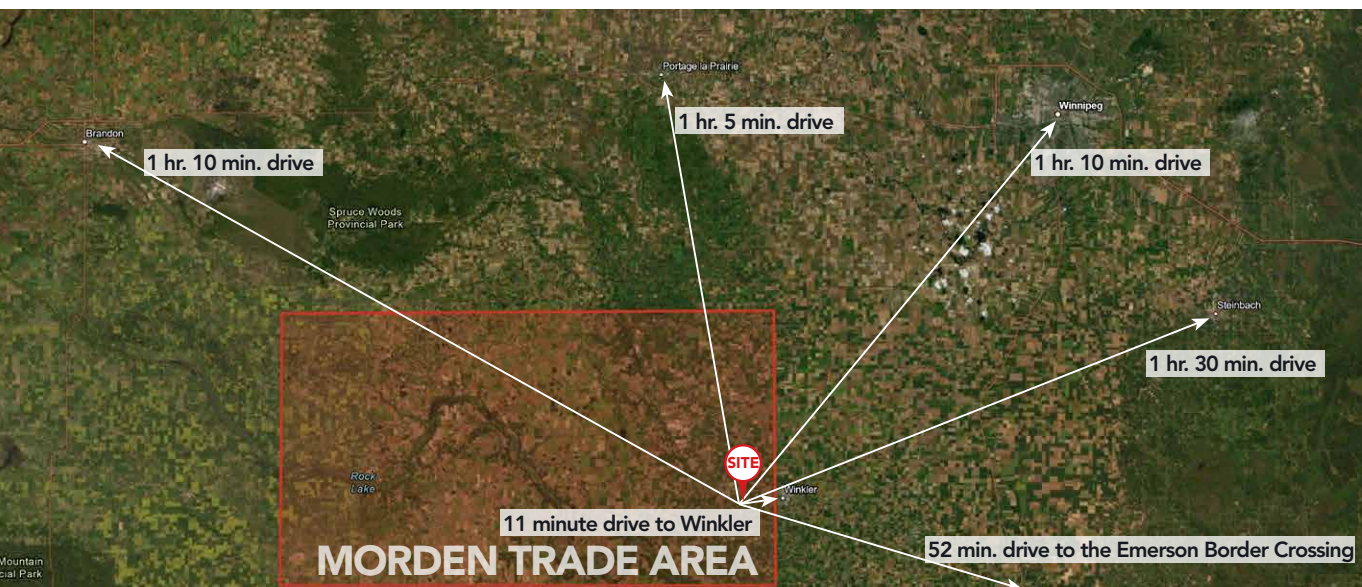 Portage la Prairie
1 hr. 5 min. drive
Winnipeg
Brandon
1 hr. 10 min. drive
1 hr. 10 min. drive
Spruce Woods
Provincial Park
Steinbach
1 hr. 30 min. drive
SITE
Rock
Lake
Winkler
11 minute drive to Winkler
MORDEN TRADE AREA
52 min. drive to the Emerson Border Crossing
Mountain
cial Park